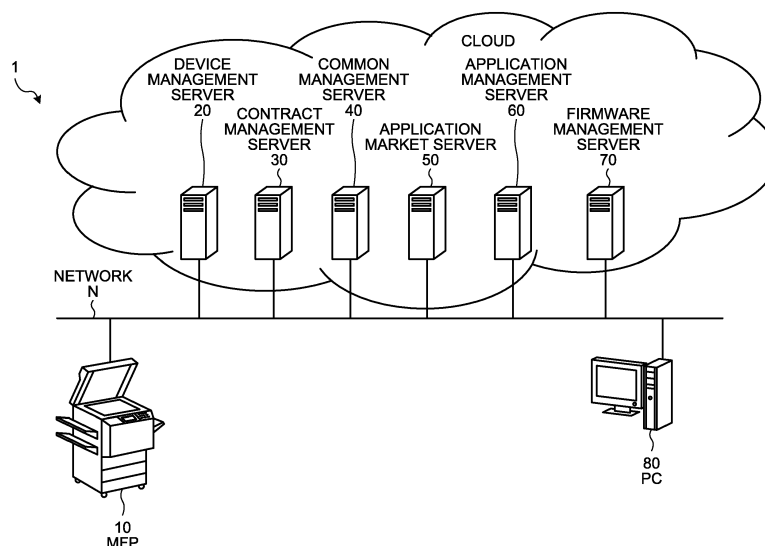 1
CLOUD
DEVICE
MANAGEMENT
SERVER
20
CONTRACT
MANAGEMENT
SERVER
30
COMMON
MANAGEMENT
SERVER
40
APPLICATION
MARKET SERVER
50
APPLICATION
MANAGEMENT
SERVER
60
FIRMWARE
MANAGEMENT
SERVER
70
NETWORK
N
10
MFP
80
PC